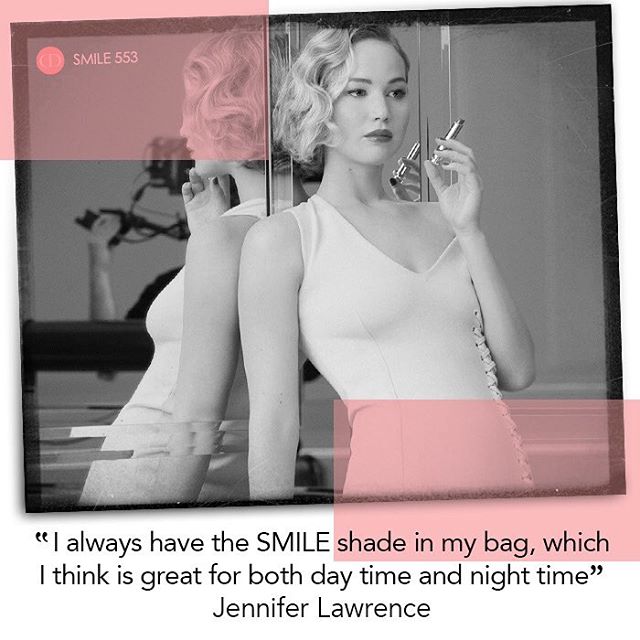 CD SMILE 553
“I always have the SMILE shade in my bag, which
I think is great for both day time and night time”
Jennifer Lawrence